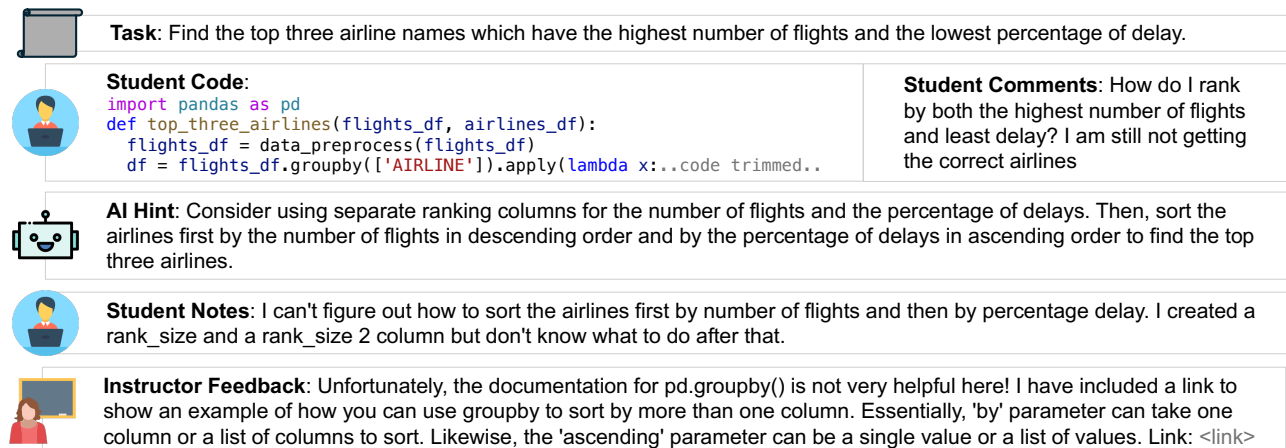 Task: Find the top three airline names which have the highest number of flights and the lowest percentage of delay.
Student Code:
import pandas as pd
def top_three_airlines(flights_df, airlines_df):
  flights_df = data_preprocess(flights_df)
  df = flights_df.groupby(['AIRLINE']).apply(lambda x:..code trimmed..
Student Comments: How do I rank
by both the highest number of flights
and least delay? I am still not getting
the correct airlines
AI Hint: Consider using separate ranking columns for the number of flights and the percentage of delays. Then, sort the
airlines first by the number of flights in descending order and by the percentage of delays in ascending order to find the top
three airlines.
Student Notes: I can't figure out how to sort the airlines first by number of flights and then by percentage delay. I created a
rank_size and a rank_size 2 column but don't know what to do after that.
Instructor Feedback: Unfortunately, the documentation for pd.groupby() is not very helpful here! I have included a link to
show an example of how you can use groupby to sort by more than one column. Essentially, 'by' parameter can take one
column or a list of columns to sort. Likewise, the 'ascending' parameter can be a single value or a list of values. Link: <link>